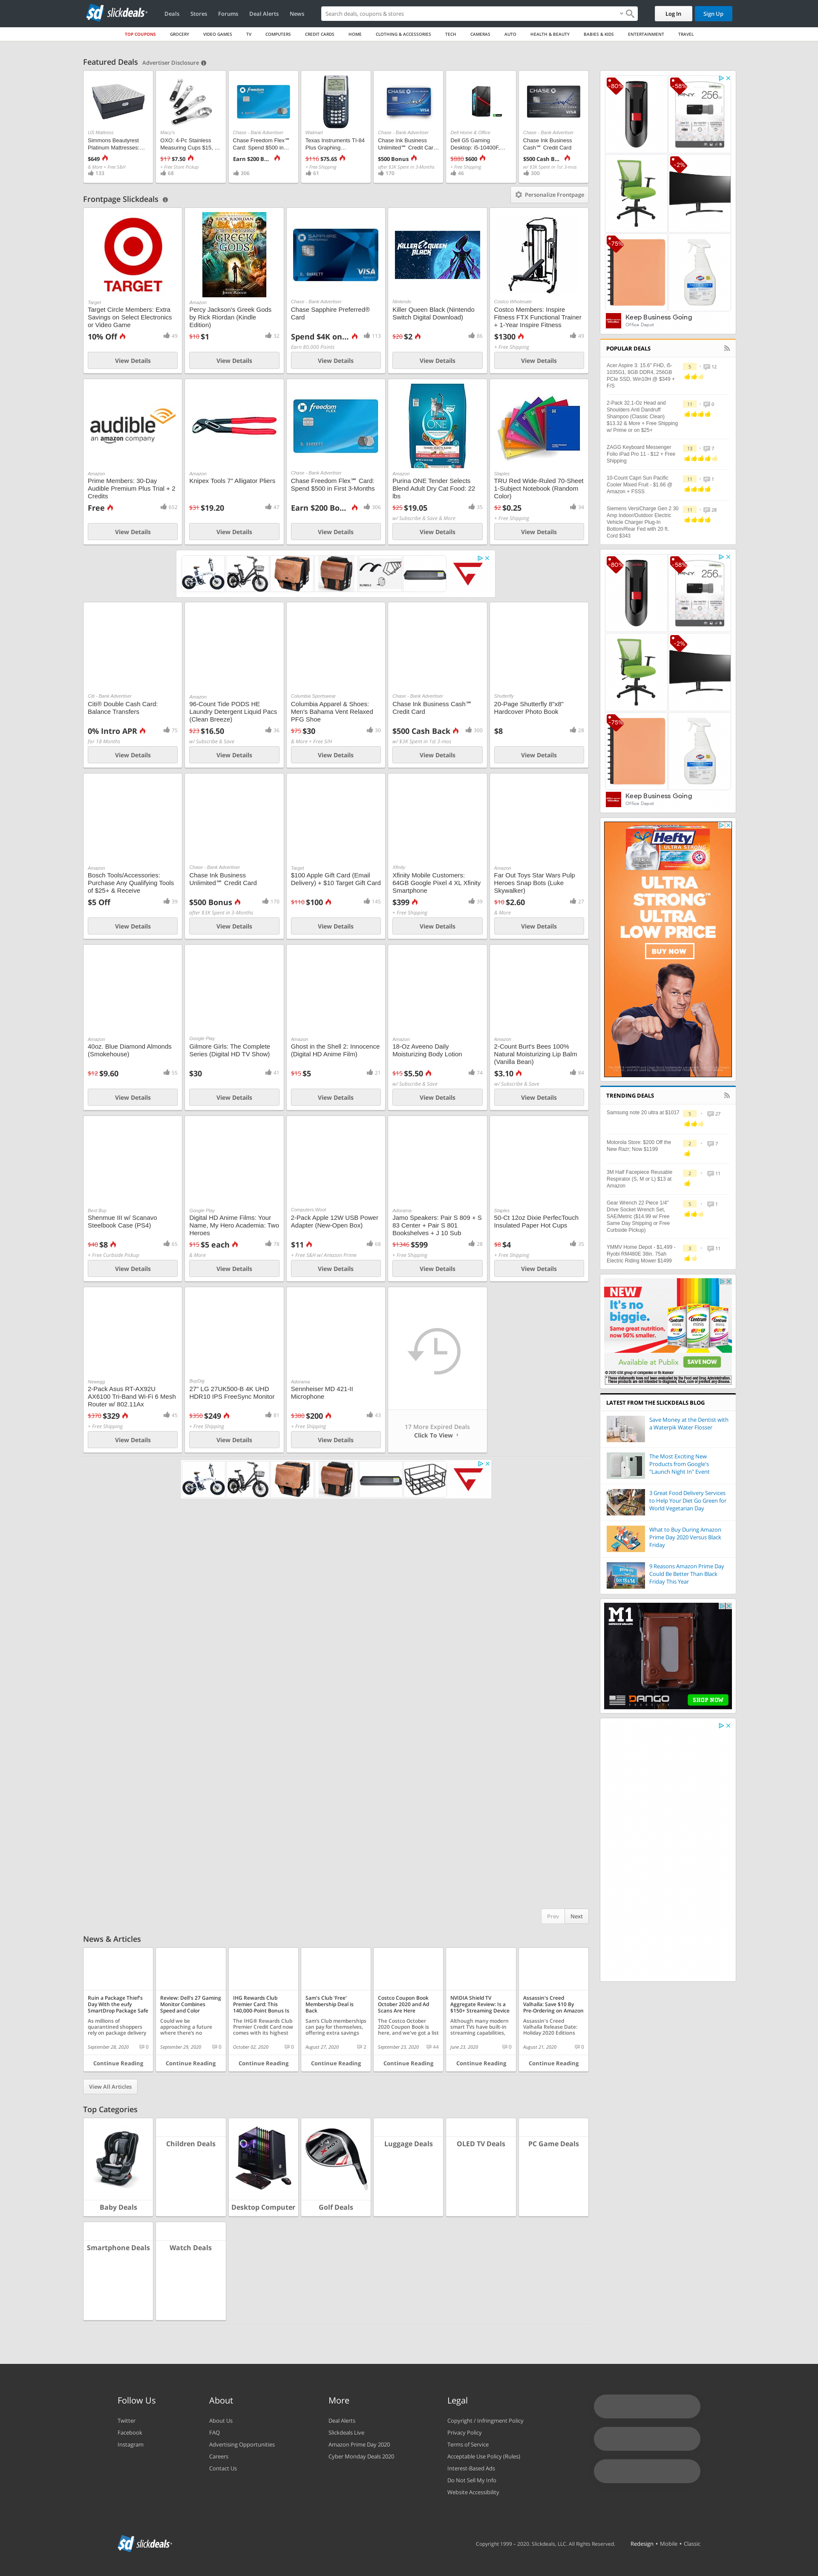 slickdeals
Deals
Stores
Forums
Deal Alerts
News
Search deals, coupons & stores
Log In
Sign Up
TOP COUPONS
GROCERY
VIDEO GAMES
TV
COMPUTERS
CREDIT CARDS
HOME
CLOTHING & ACCESSORIES
TECH
CAMERAS
AUTO
HEALTH & BEAUTY
BABIES & KIDS
ENTERTAINMENT
TRAVEL
Featured Deals
Advertiser Disclosure
US Mattress
Simmons Beautyrest
Platinum Mattresses:...
$649
& More + Free S&H
133
Macy's
OXO: 4-Pc Stainless
Measuring Cups $15, ...
$17 $7.50
+ Free Store Pickup
68
Chase - Bank Advertiser
Chase Freedom Flex℠
Card: Spend $500 in...
Earn $200 B...
306
Walmart
Texas Instruments TI-84
Plus Graphing...
$116 $75.65
+ Free Shipping
61
Chase - Bank Advertiser
Chase Ink Business
Unlimited℠ Credit Car...
$500 Bonus
after $3K Spent in 3-Months
170
Dell Home & Office
Dell G5 Gaming
Desktop: i5-10400F,...
$880 $600
+ Free Shipping
46
Chase - Bank Advertiser
Chase Ink Business
Cash℠ Credit Card
$500 Cash B...
w/ $3K Spent in 1st 3-mos
300
Frontpage Slickdeals
Personalize Frontpage
Target
Target Circle Members: Extra
Savings on Select Electronics
or Video Game
10% Off
49
View Details
Amazon
Percy Jackson's Greek Gods
by Rick Riordan (Kindle
Edition)
$10 $1
32
View Details
Chase - Bank Advertiser
Chase Sapphire Preferred®
Card
Spend $4K on...
113
Earn 80,000 Points
View Details
Nintendo
Killer Queen Black (Nintendo
Switch Digital Download)
$20 $2
86
View Details
Costco Wholesale
Costco Members: Inspire
Fitness FTX Functional Trainer
+ 1-Year Inspire Fitness
$1300
49
+ Free Shipping
View Details
audible
an amazon company
Amazon
Prime Members: 30-Day
Audible Premium Plus Trial + 2
Credits
Free
652
View Details
Amazon
Knipex Tools 7" Alligator Pliers
$31 $19.20
47
View Details
Chase - Bank Advertiser
Chase Freedom Flex℠ Card:
Spend $500 in First 3-Months
Earn $200 Bo...
306
View Details
Amazon
Purina ONE Tender Selects
Blend Adult Dry Cat Food: 22
lbs
$25 $19.05
35
w/ Subscribe & Save & More
View Details
Staples
TRU Red Wide-Ruled 70-Sheet
1-Subject Notebook (Random
Color)
$2 $0.25
34
+ Free Shipping
View Details
Citi - Bank Advertiser
Citi® Double Cash Card:
Balance Transfers
0% Intro APR
75
for 18 Months
View Details
Amazon
96-Count Tide PODS HE
Laundry Detergent Liquid Pacs
(Clean Breeze)
$23 $16.50
36
w/ Subscribe & Save
View Details
Columbia Sportswear
Columbia Apparel & Shoes:
Men's Bahama Vent Relaxed
PFG Shoe
$75 $30
30
& More + Free S/H
View Details
Chase - Bank Advertiser
Chase Ink Business Cash℠
Credit Card
$500 Cash Back
300
w/ $3K Spent in 1st 3-mos
View Details
Shutterfly
20-Page Shutterfly 8"x8"
Hardcover Photo Book
$8
28
View Details
Amazon
Bosch Tools/Accessories:
Purchase Any Qualifying Tools
of $25+ & Receive
$5 Off
39
View Details
Chase - Bank Advertiser
Chase Ink Business
Unlimited℠ Credit Card
$500 Bonus
170
after $3K Spent in 3-Months
View Details
Target
$100 Apple Gift Card (Email
Delivery) + $10 Target Gift Card
$110 $100
145
View Details
Xfinity
Xfinity Mobile Customers:
64GB Google Pixel 4 XL Xfinity
Smartphone
$399
39
+ Free Shipping
View Details
Amazon
Far Out Toys Star Wars Pulp
Heroes Snap Bots (Luke
Skywalker)
$10 $2.60
27
& More
View Details
Amazon
40oz. Blue Diamond Almonds
(Smokehouse)
$12 $9.60
55
View Details
Google Play
Gilmore Girls: The Complete
Series (Digital HD TV Show)
$30
41
View Details
Amazon
Ghost in the Shell 2: Innocence
(Digital HD Anime Film)
$15 $5
21
View Details
Amazon
18-Oz Aveeno Daily
Moisturizing Body Lotion
$15 $5.50
74
w/ Subscribe & Save
View Details
Amazon
2-Count Burt's Bees 100%
Natural Moisturizing Lip Balm
(Vanilla Bean)
$3.10
84
w/ Subscribe & Save
View Details
Best Buy
Shenmue III w/ Scanavo
Steelbook Case (PS4)
$40 $8
65
+ Free Curbside Pickup
View Details
Google Play
Digital HD Anime Films: Your
Name, My Hero Academia: Two
Heroes
$15 $5 each
78
& More
View Details
Computers Word
2-Pack Apple 12W USB Power
Adapter (New-Open Box)
$11
68
+ Free S&H w/ Amazon Prime
View Details
Adorama
Jamo Speakers: Pair S 809 + S
83 Center + Pair S 801
Bookshelves + J 10 Sub
$1346 $599
28
+ Free Shipping
View Details
Staples
50-Ct 12oz Dixie PerfecTouch
Insulated Paper Hot Cups
$8 $4
35
+ Free Shipping
View Details
Newegg
2-Pack Asus RT-AX92U
AX6100 Tri-Band Wi-Fi 6 Mesh
Router w/ 802.11Ax
$370 $329
45
+ Free Shipping
View Details
BuyDig
27" LG 27UK500-B 4K UHD
HDR10 IPS FreeSync Monitor
$350 $249
81
+ Free Shipping
View Details
Adorama
Sennheiser MD 421-II
Microphone
$380 $200
43
+ Free Shipping
View Details
17 More Expired Deals
Click To View
Prev
Next
-80%
-58%
-2%
-75%
Keep Business Going
Office Depot
POPULAR DEALS
Acer Aspire 3: 15.6" FHD, i5-
1035G1, 8GB DDR4, 256GB
PCIe SSD, Win10H @ $349 +
F/S
5
12
2-Pack 32.1-Oz Head and
Shoulders Anti Dandruff
Shampoo (Classic Clean)
$13.32 & More + Free Shipping
w/ Prime or on $25+
11
0
ZAGG Keyboard Messenger
Folio iPad Pro 11 - $12 + Free
Shipping
13
7
10-Count Capri Sun Pacific
Cooler Mixed Fruit - $1.66 @
Amazon + FSSS
11
1
Siemens VersiCharge Gen 2 30
Amp Indoor/Outdoor Electric
Vehicle Charger Plug-In
Bottom/Rear Fed with 20 ft.
Cord $343
11
28
-80%
-58%
-2%
-75%
Keep Business Going
Office Depot
Hefty
ULTRA STRONG
ULTRA
STRONG™
ULTRA
LOW PRICE
BUY NOW
TRENDING DEALS
Samsung note 20 ultra at $1017
5
27
Motorola Store: $200 Off the
New Razr; Now $1199
2
7
3M Half Facepiece Reusable
Respirator (S, M or L) $13 at
Amazon
2
11
Gear Wrench 22 Piece 1/4"
Drive Socket Wrench Set,
SAE/Metric ($14.99 w/ Free
Same Day Shipping or Free
Curbside Pickup)
5
1
YMMV Home Depot - $1,499 -
Ryobi RM480E 38in. 75ah
Electric Riding Mower $1499
3
11
NEW
It's no
biggie.
Same great nutrition,
now 50% smaller.
Available at Publix
SAVE NOW
LATEST FROM THE SLICKDEALS BLOG
Save Money at the Dentist with
a Waterpik Water Flosser
The Most Exciting New
Products from Google's
"Launch Night In" Event
3 Great Food Delivery Services
to Help Your Diet Go Green for
World Vegetarian Day
What to Buy During Amazon
Prime Day 2020 Versus Black
Friday
9 Reasons Amazon Prime Day
Could Be Better Than Black
Friday This Year
M1
DANGO
SHOP NOW
News & Articles
Ruin a Package Thief's
Day With the eufy
SmartDrop Package Safe
As millions of
quarantined shoppers
rely on package delivery
September 28, 2020
0
Continue Reading
Review: Dell's 27 Gaming
Monitor Combines
Speed and Color
Could we be
approaching a future
where there's no
September 29, 2020
0
Continue Reading
IHG Rewards Club
Premier Card: This
140,000-Point Bonus Is
The IHG® Rewards Club
Premier Credit Card now
comes with its highest
October 02, 2020
0
Continue Reading
Sam's Club 'Free'
Membership Deal Is
Back
Sam's Club memberships
can pay for themselves,
offering extra savings
August 27, 2020
2
Continue Reading
Costco Coupon Book
October 2020 and Ad
Scans Are Here
The Costco October
2020 Coupon Book is
here, and we've got a list
September 23, 2020
44
Continue Reading
NVIDIA Shield TV
Aggregate Review: Is a
$150+ Streaming Device
Although many modern
smart TVs have built-in
streaming capabilities,
June 23, 2020
0
Continue Reading
Assassin's Creed
Valhalla: Save $10 By
Pre-Ordering on Amazon
Assassin's Creed
Valhalla Release Date:
Holiday 2020 Editions
August 21, 2020
0
Continue Reading
View All Articles
Top Categories
Baby Deals
Children Deals
Desktop Computer
Golf Deals
Luggage Deals
OLED TV Deals
PC Game Deals
Smartphone Deals
Watch Deals
Follow Us
Twitter
Facebook
Instagram
About
About Us
FAQ
Advertising Opportunities
Careers
Contact Us
More
Deal Alerts
Slickdeals Live
Amazon Prime Day 2020
Cyber Monday Deals 2020
Legal
Copyright / Infringment Policy
Privacy Policy
Terms of Service
Acceptable Use Policy (Rules)
Interest-Based Ads
Do Not Sell My Info
Website Accessibility
slickdeals
Copyright 1999 – 2020. Slickdeals, LLC. All Rights Reserved.
Redesign • Mobile • Classic